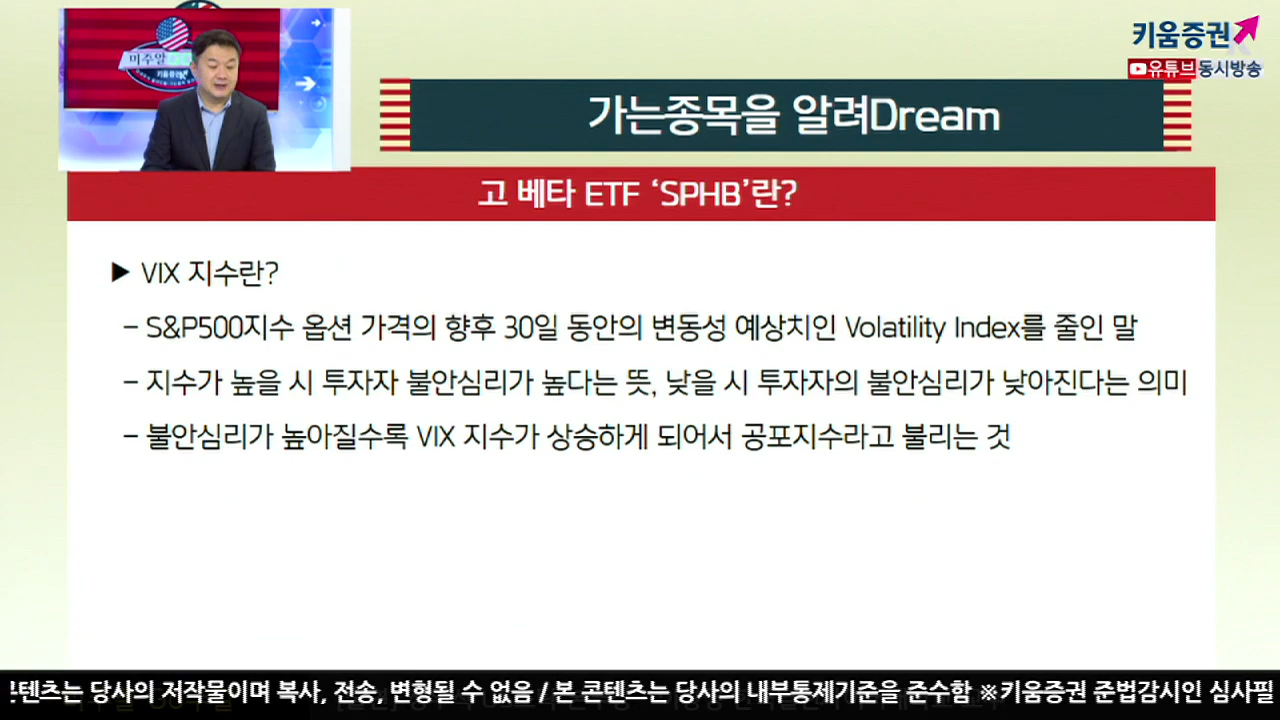 미주알
키움증권
키움증권
유튜브동시방송
가는종목을 알려Dream
고 베타 ETF ‘SPHB’란?
▶ VIX 지수란?
– S&P500지수 옵션 가격의 향후 30일 동안의 변동성 예상치인 Volatility Index를 줄인 말
– 지수가 높을 시 투자자 불안심리가 높다는 뜻, 낮을 시 투자자의 불안심리가 낮아진다는 의미
– 불안심리가 높아질수록 VIX 지수가 상승하게 되어서 공포지수라고 불리는 것
텐츠는 당사의 저작물이며 복사, 전송, 변형될 수 없음 / 본 콘텐츠는 당사의 내부통제기준을 준수함 ※키움증권 준법감시인 심사필